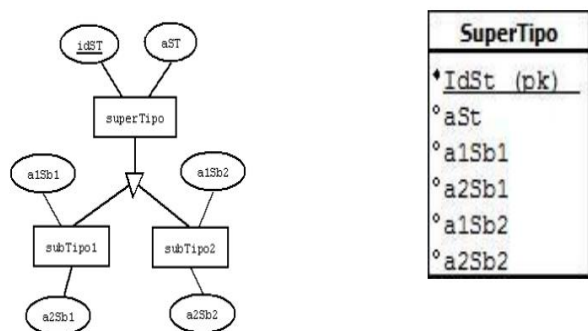 idST
aST
superTipo
a1Sb1
a1Sb2
subTipo1
subTipo2
a2Sb1
a2Sb2
SuperTipo
IdSt (pk)
aSt
a1Sb1
a2Sb1
a1Sb2
a2Sb2